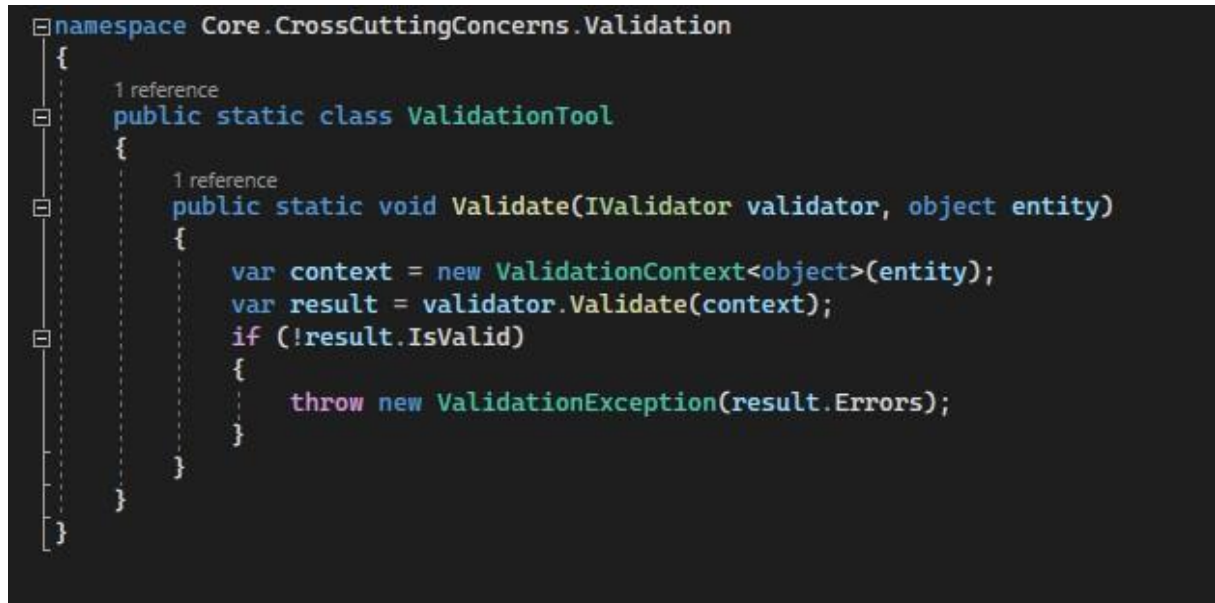 namespace Core.CrossCuttingConcerns.Validation
{
1 reference
public static class ValidationTool
{
1 reference
public static void Validate(IValidator validator, object entity)
{
var context = new ValidationContext<object>(entity);
var result = validator.Validate(context);
if (!result.IsValid)
{
throw new ValidationException(result.Errors);
}
}
}
}